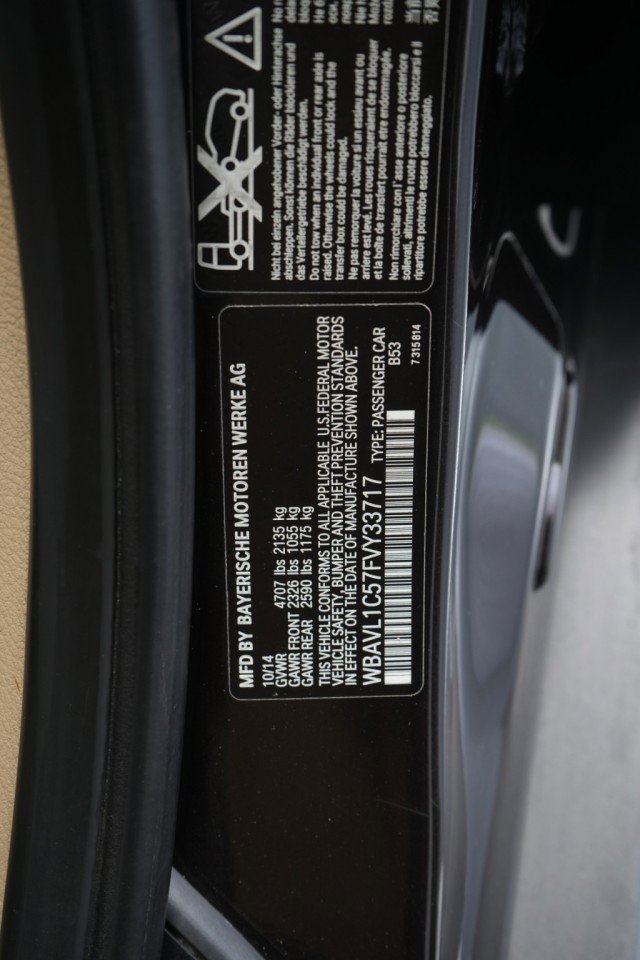 Nicht bei einzeln angehobener Vorder- oder Hinterachse
abschleppen. Sonst können die Räder blockieren und
das Verteilergetriebe beschädigt werden.
Do not tow when an individual front or rear axle is
raised. Otherwise the wheels could lock and the
transfer box could be damaged.
Ne pas remorquer la voiture si un essieu avant ou
arrière est levé. Les roues risqueraient de se bloquer
et la boîte de transfert pourrait être endommagée.
Non rimorchiare con l'asse anteriore o posteriore
sollevati, altrimenti le ruote potrebbero bloccarsi e il
ripartitore potrebbe essere danneggiato.
MFD BY BAYERISCHE MOTOREN WERKE AG
10/14
GVWR 4707 lbs 2135 kg
GAWR FRONT 2326 lbs 1055 kg
GAWR REAR 2590 lbs 1175 kg
THIS VEHICLE CONFORMS TO ALL APPLICABLE U.S.FEDERAL MOTOR
VEHICLE SAFETY, BUMPER AND THEFT PREVENTION STANDARDS
IN EFFECT ON THE DATE OF MANUFACTURE SHOWN ABOVE.
WBAVL1C57FVY33717 TYPE: PASSENGER CAR
B53
7 315 814